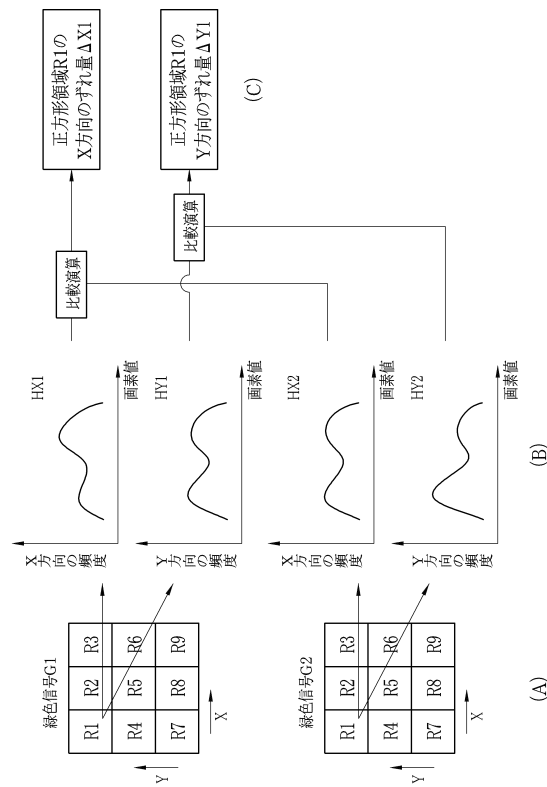 緑色信号G1
R1 R2 R3
R4 R5 R6
R7 R8 R9
X
Y
緑色信号G2
R1 R2 R3
R4 R5 R6
R7 R8 R9
X
Y
(A)
X方向の頻度
HX1
画素値
Y方向の頻度
HY1
画素値
X方向の頻度
HX2
画素値
Y方向の頻度
HY2
画素値
(B)
比較演算
正方形領域R1の
X方向のずれ量ΔX1
比較演算
正方形領域R1の
Y方向のずれ量ΔY1
(C)